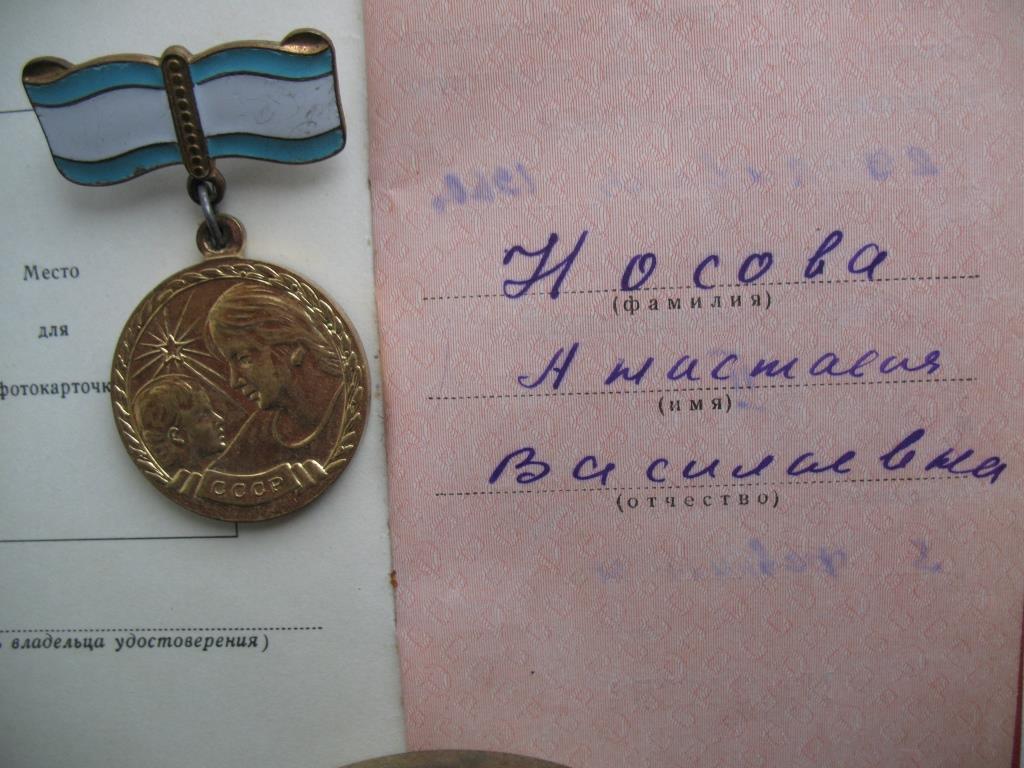 Место
для
фотокарточк
СССР
владельца удостоверения)
Носова
(фамилия)
Анастасия
(имя)
Васильевна
(отчество)